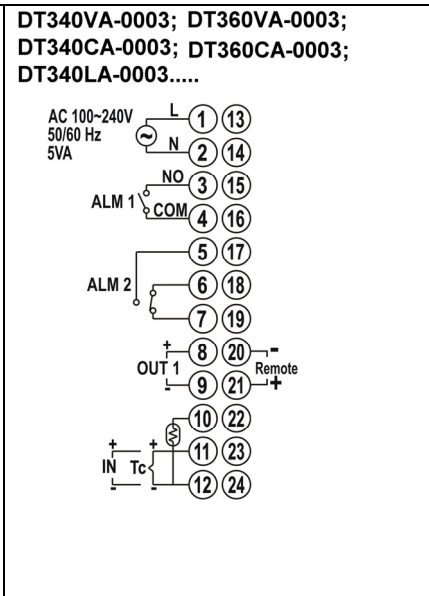 DT340VA-0003; DT360VA-0003;
DT340CA-0003; DT360CA-0003;
DT340LA-0003.....
AC 100~240V
50/60 Hz
5VA
L 1 13
N 2 14
NO 3 15
ALM 1
COM 4 16
5 17
ALM 2
6 18
7 19
+ 8 20 -
OUT 1
Remote
- 9 21 +
10 22
+ + 11 23
IN Tc
- - 12 24